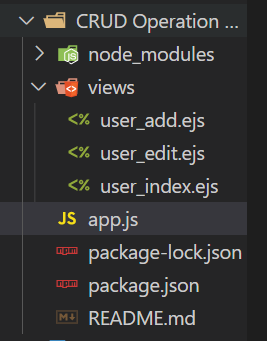 CRUD Operation ...
node_modules
views
<% user_add.ejs
<% user_edit.ejs
<% user_index.ejs
JS app.js
package-lock.json
package.json
README.md